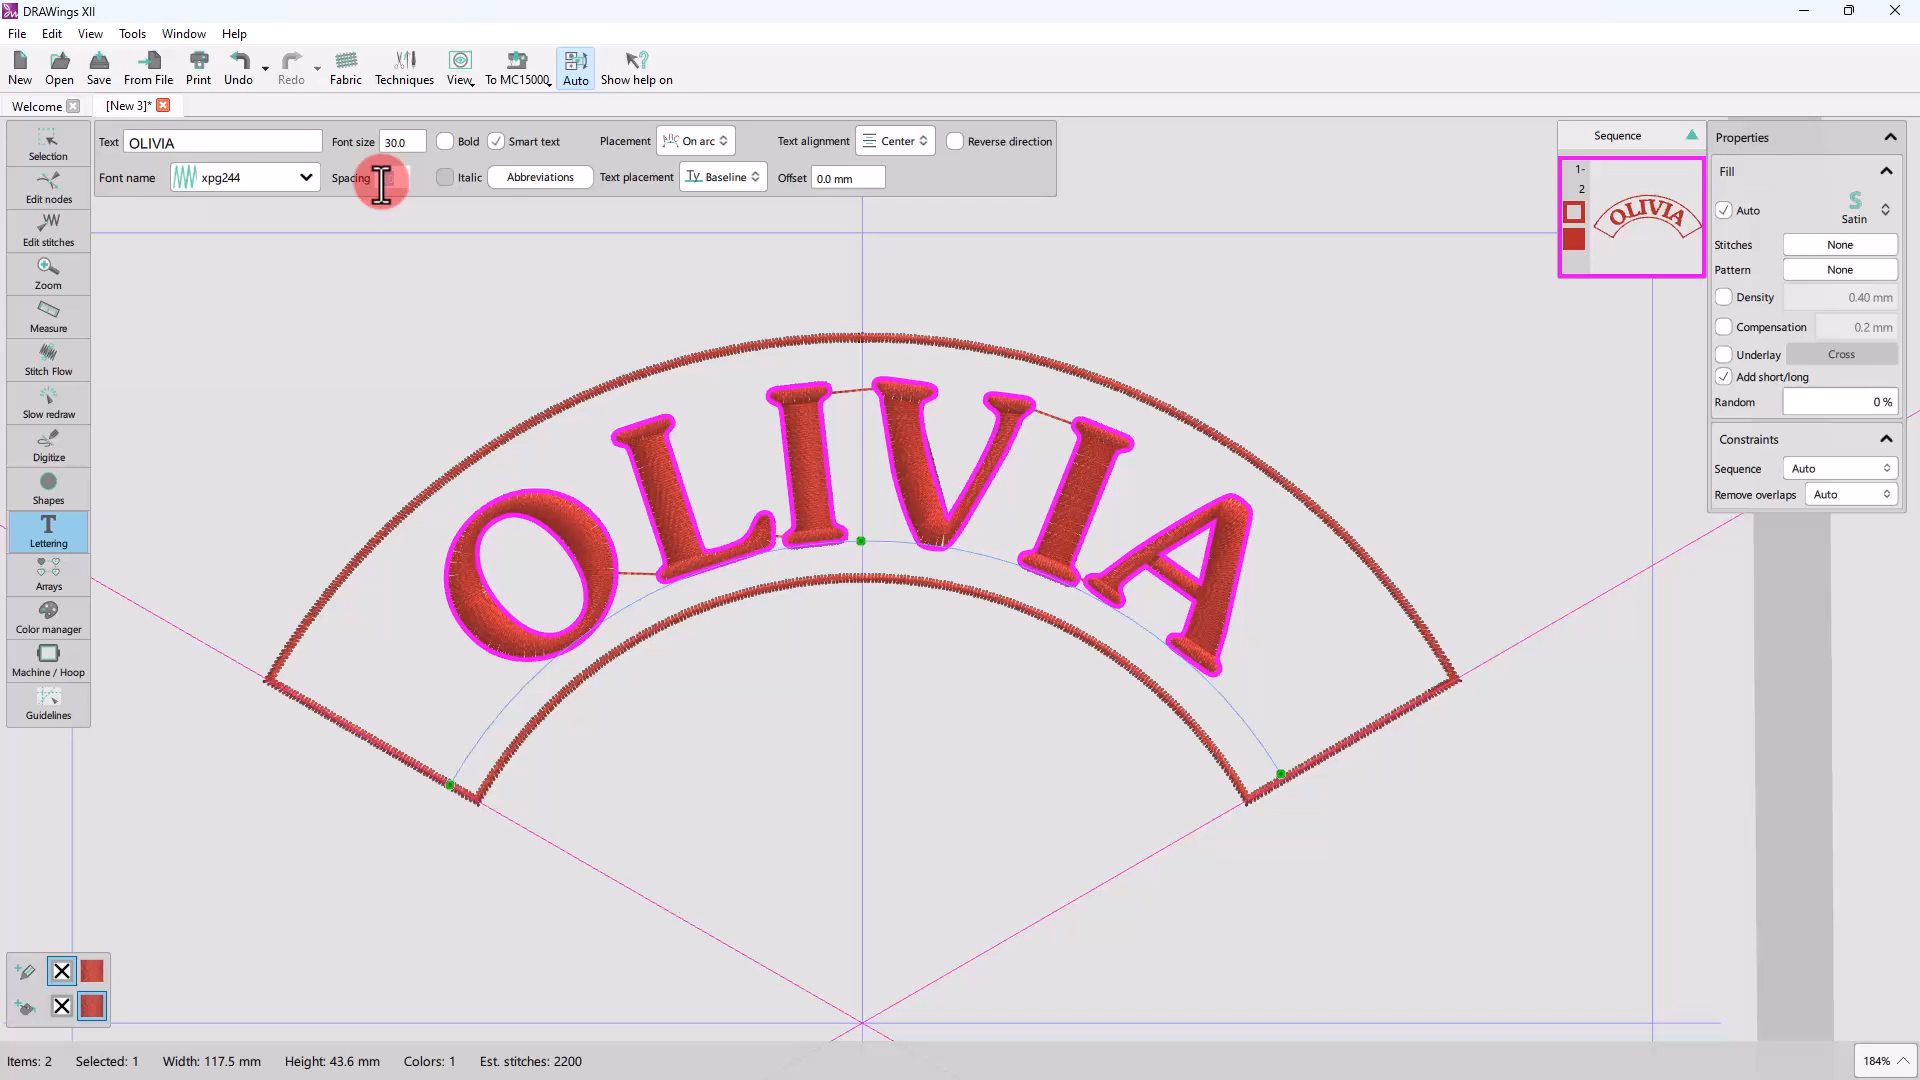 DRAWings XII
File Edit View Tools Window Help
New Open Save From File Print Undo Redo Fabric Techniques View To MC15000 Auto Show help on
Welcome [New 3]*
Text OLIVIA Font size 30.0 Bold Smart text Placement On arc Text alignment Center Reverse direction
Font name xpg244 Spacing Italic Abbreviations Text placement Baseline Offset 0.0 mm
Selection
Edit nodes
Edit stitches
Zoom
Measure
Stitch Flow
Slow redraw
Digitize
Shapes
Lettering
Arrays
Color manager
Machine / Hoop
Guidelines
OLIVIA
Sequence
1-
2
OLIVIA
Properties
Fill
Auto Satin
Stitches None
Pattern None
Density 0.40 mm
Compensation 0.2 mm
Underlay Cross
Add short/long
Random 0 %
Constraints
Sequence Auto
Remove overlaps Auto
Items: 2 Selected: 1 Width: 117.5 mm Height: 43.6 mm Colors: 1 Est. stitches: 2200
184%